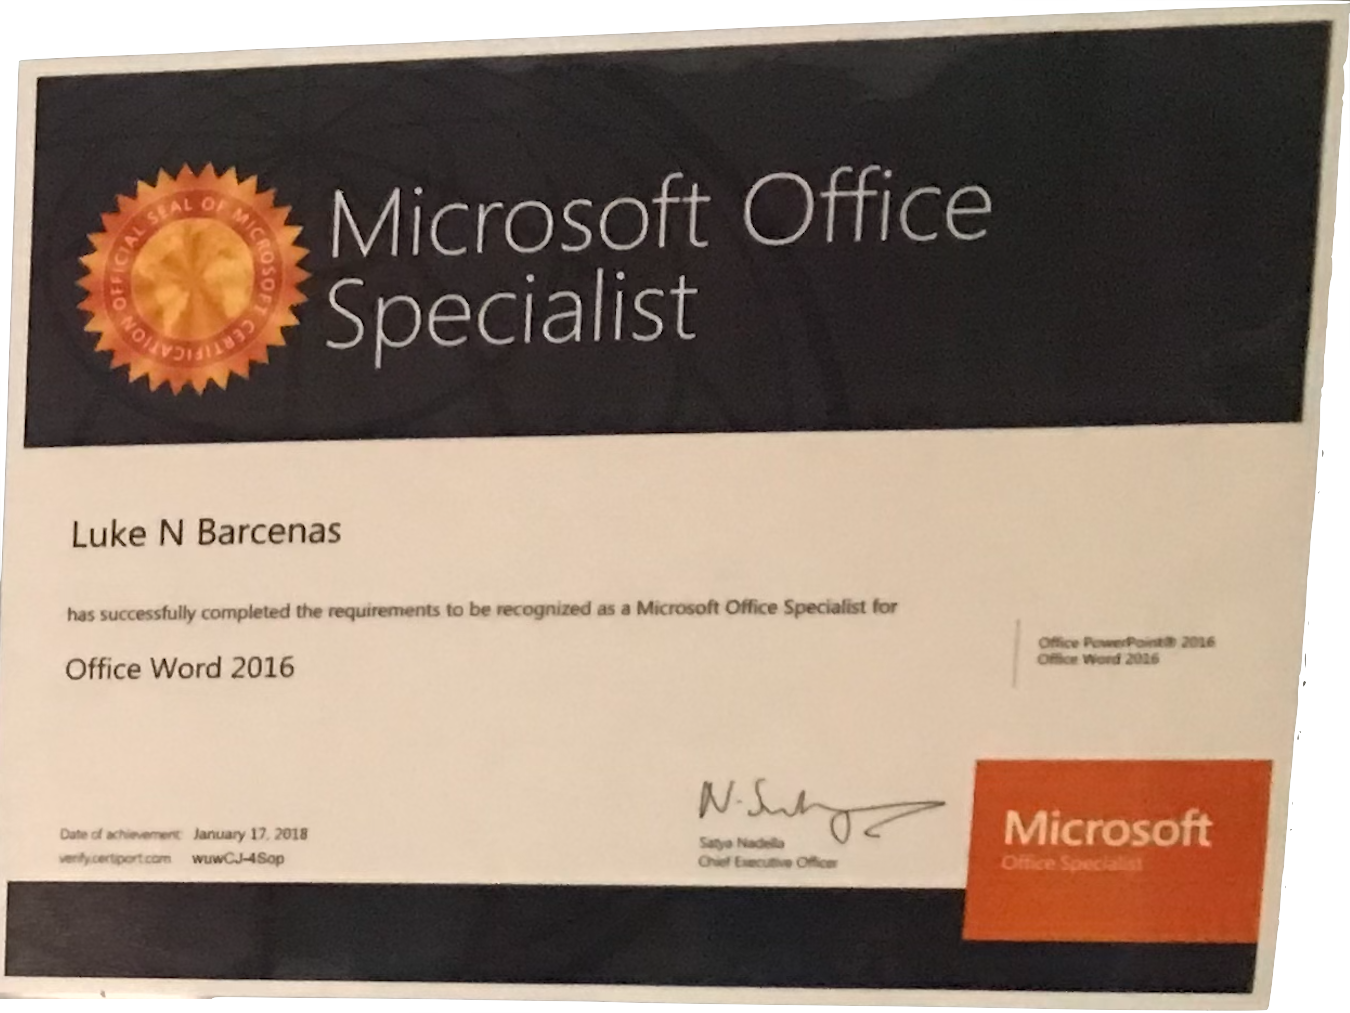 OFFICIAL SEAL OF MICROSOFT CERTIFICATION
Microsoft Office
Specialist
Luke N Barcenas
has successfully completed the requirements to be recognized as a Microsoft Office Specialist for
Office Word 2016
Office PowerPoint® 2016
Office Word 2016
N. Satya
Satya Nadella
Chief Executive Officer
Date of achievement: January 17, 2018
verify.certiport.com wuwCJ-4Sop
Microsoft
Office Specialist